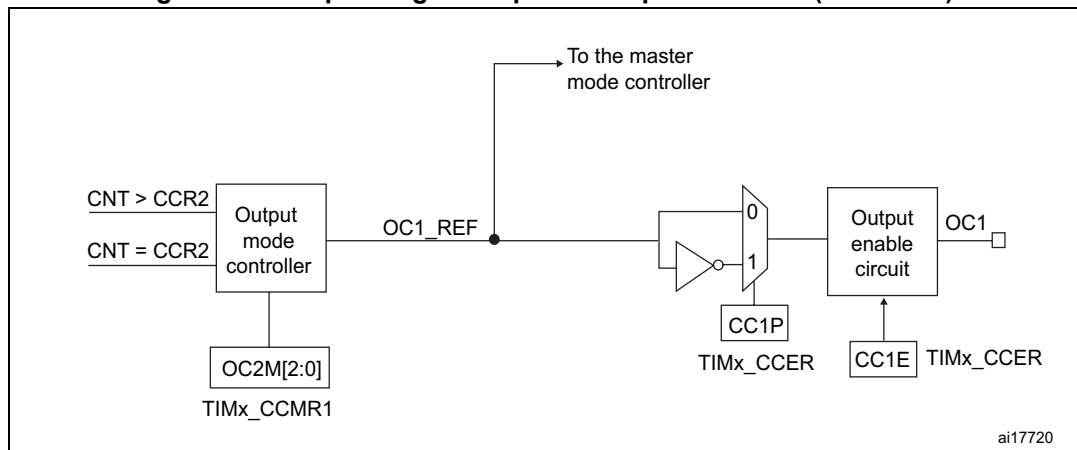 To the master
mode controller
CNT > CCR2
CNT = CCR2
Output
mode
controller
OC1_REF
0
1
Output
enable
circuit
OC1
CC1P
TIMx_CCER
CC1E
TIMx_CCER
OC2M[2:0]
TIMx_CCMR1
ai17720